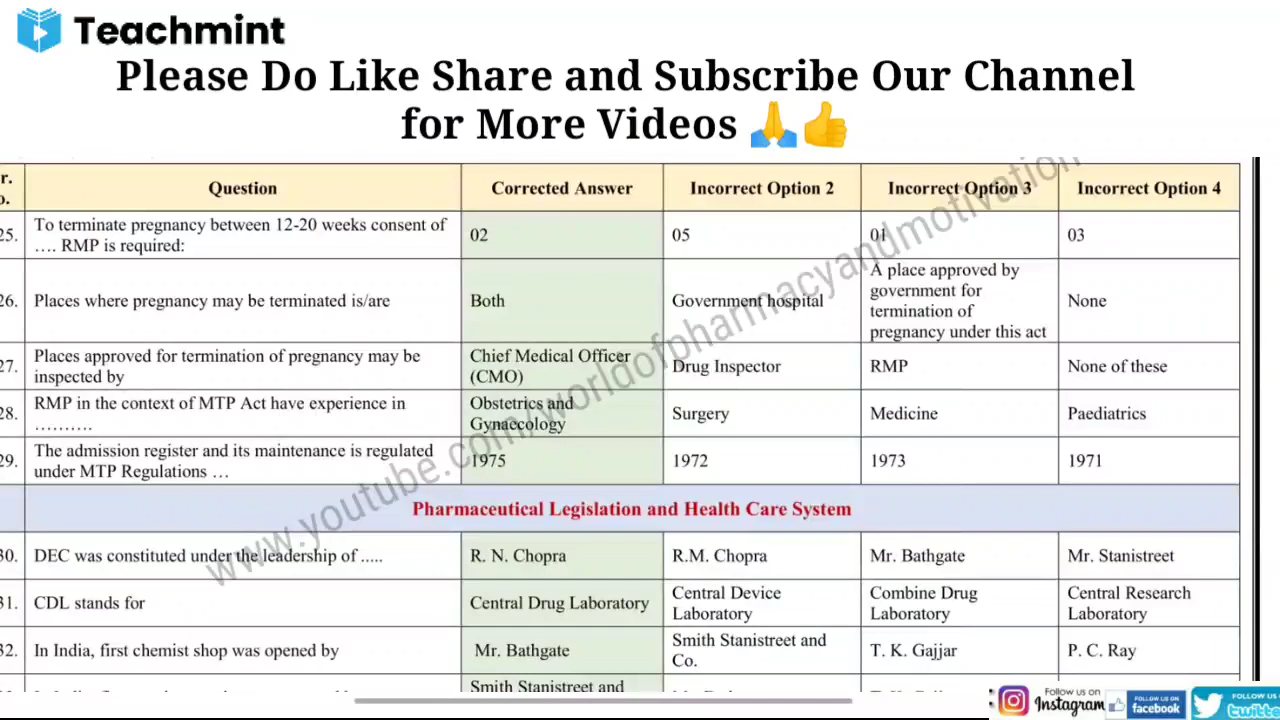 Teachmint
Please Do Like Share and Subscribe Our Channel
for More Videos 🙏👍
r.
o.
Question
Corrected Answer
Incorrect Option 2
Incorrect Option 3
Incorrect Option 4
25.
To terminate pregnancy between 12-20 weeks consent of
…. RMP is required:
02
05
01
03
26.
Places where pregnancy may be terminated is/are
Both
Government hospital
A place approved by
government for
termination of
pregnancy under this act
None
27.
Places approved for termination of pregnancy may be
inspected by
Chief Medical Officer
(CMO)
Drug Inspector
RMP
None of these
28.
RMP in the context of MTP Act have experience in
……….
Obstetrics and
Gynaecology
Surgery
Medicine
Paediatrics
29.
The admission register and its maintenance is regulated
under MTP Regulations …
1975
1972
1973
1971
Pharmaceutical Legislation and Health Care System
30.
DEC was constituted under the leadership of .....
R. N. Chopra
R.M. Chopra
Mr. Bathgate
Mr. Stanistreet
31.
CDL stands for
Central Drug Laboratory
Central Device
Laboratory
Combine Drug
Laboratory
Central Research
Laboratory
32.
In India, first chemist shop was opened by
Mr. Bathgate
Smith Stanistreet and
Co.
T. K. Gajjar
P. C. Ray
Smith Stanistreet and
www.youtube.com/worldofpharmacyandmotivation
Follow us on
Instagram
FOLLOW US ON
facebook
FOLLOW US
twitte